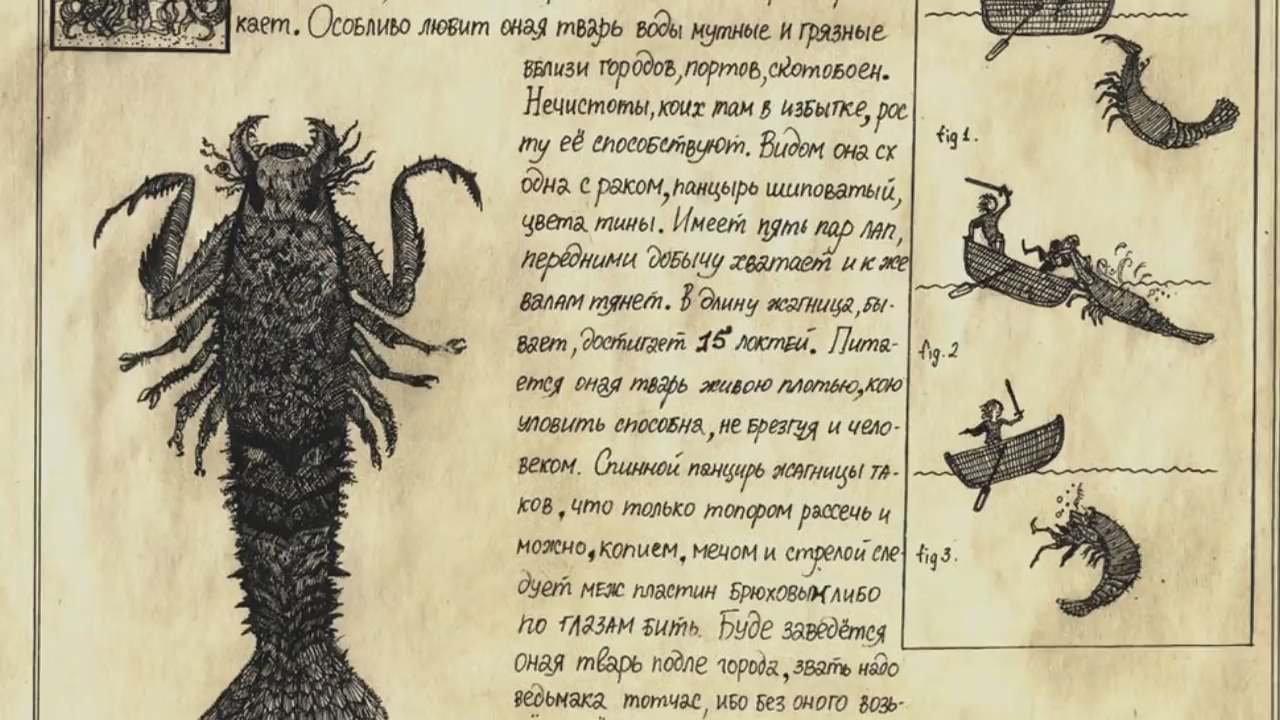 кает. Особливо любит оная тварь воды мутные и грязные
вблизи городов, портов, скотобоен.
Нечистоты, коих там в избытке, рос
ту её способствуют. Видом она сх
одна с раком, панцырь шиповатый,
цвета тины. Имеет пять пар лап,
передними добычу хватает и к же
валам тянет. В длину жагница, бы-
вает, достигает 15 локтей. Пита-
ется оная тварь живою плотью, кою
уловить способна, не брезгуя и чело-
веком. Спинной панцирь жагницы та-
ков, что только топором рассечь и
можно, копием, мечом и стрелой сле-
дует меж пластин брюховых либо
по глазам бить. Буде заведётся
оная тварь подле города, звать надо
ведьмака тотчас, ибо без оного возь-
fig 1.
fig. 2
fig 3.